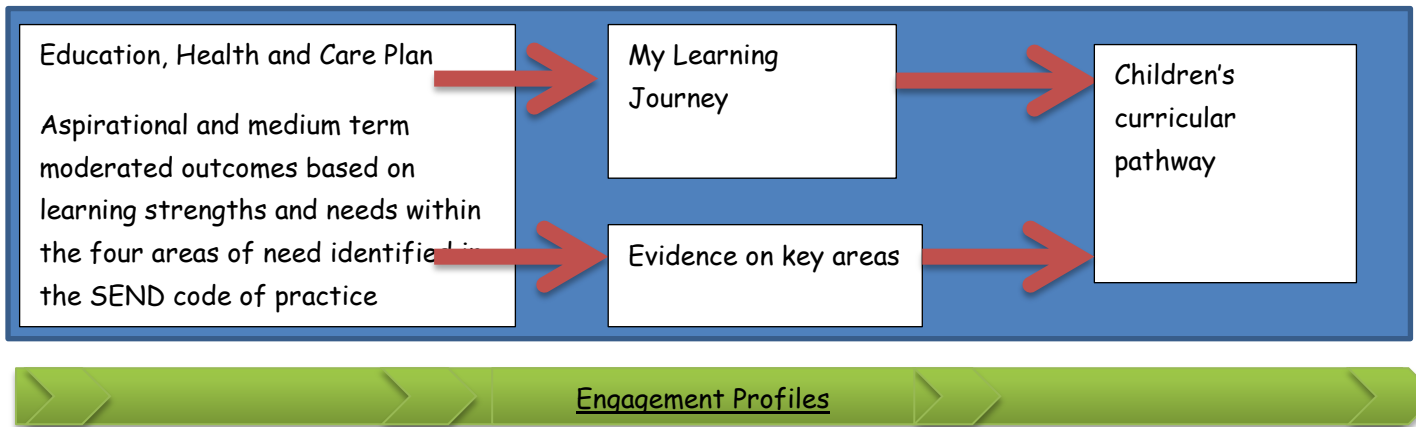 Education, Health and Care Plan
Aspirational and medium term
moderated outcomes based on
learning strengths and needs within
the four areas of need identified in
the SEND code of practice
My Learning
Journey
Evidence on key areas
Children's
curricular
pathway
Engagement Profiles